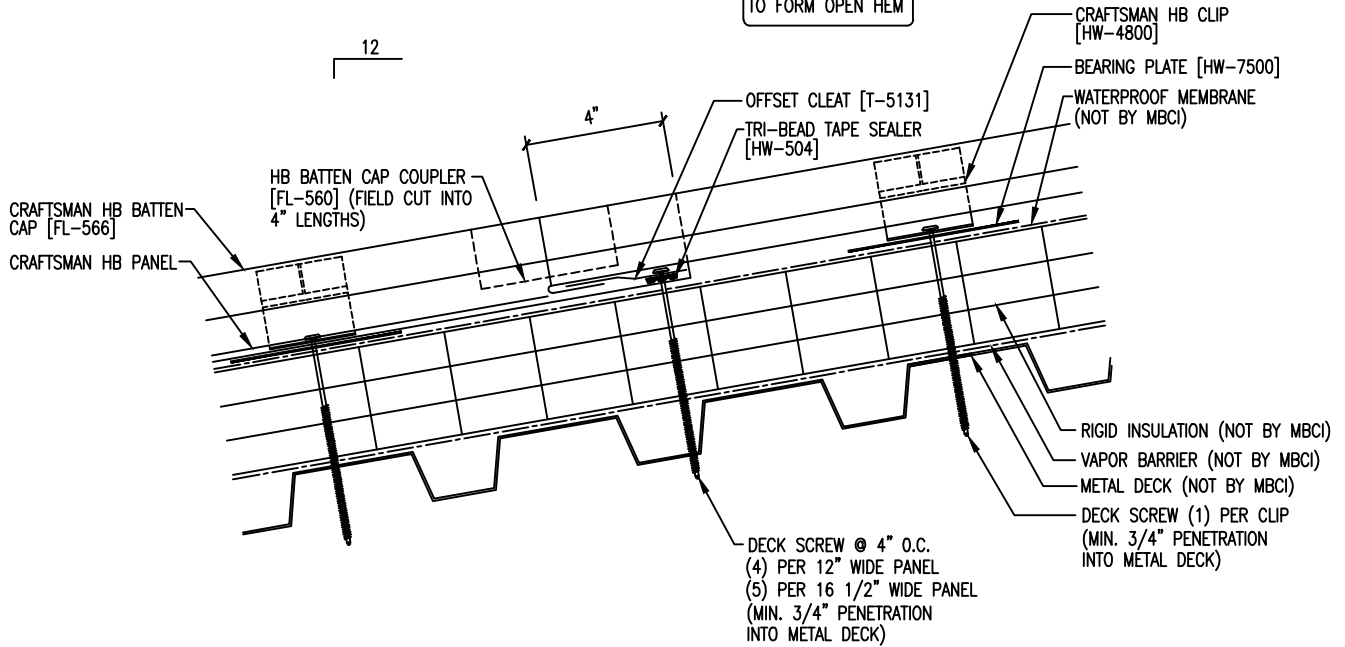 TO FORM OPEN HEM
CRAFTSMAN HB CLIP
[HW-4800]
12
BEARING PLATE [HW-7500]
OFFSET CLEAT [T-5131]
WATERPROOF MEMBRANE
(NOT BY MBCI)
4"
TRI-BEAD TAPE SEALER
[HW-504]
HB BATTEN CAP COUPLER
[FL-560] (FIELD CUT INTO
4" LENGTHS)
CRAFTSMAN HB BATTEN
CAP [FL-566]
CRAFTSMAN HB PANEL
RIGID INSULATION (NOT BY MBCI)
VAPOR BARRIER (NOT BY MBCI)
METAL DECK (NOT BY MBCI)
DECK SCREW (1) PER CLIP
(MIN. 3/4" PENETRATION
INTO METAL DECK)
DECK SCREW @ 4" O.C.
(4) PER 12" WIDE PANEL
(5) PER 16 1/2" WIDE PANEL
(MIN. 3/4" PENETRATION
INTO METAL DECK)